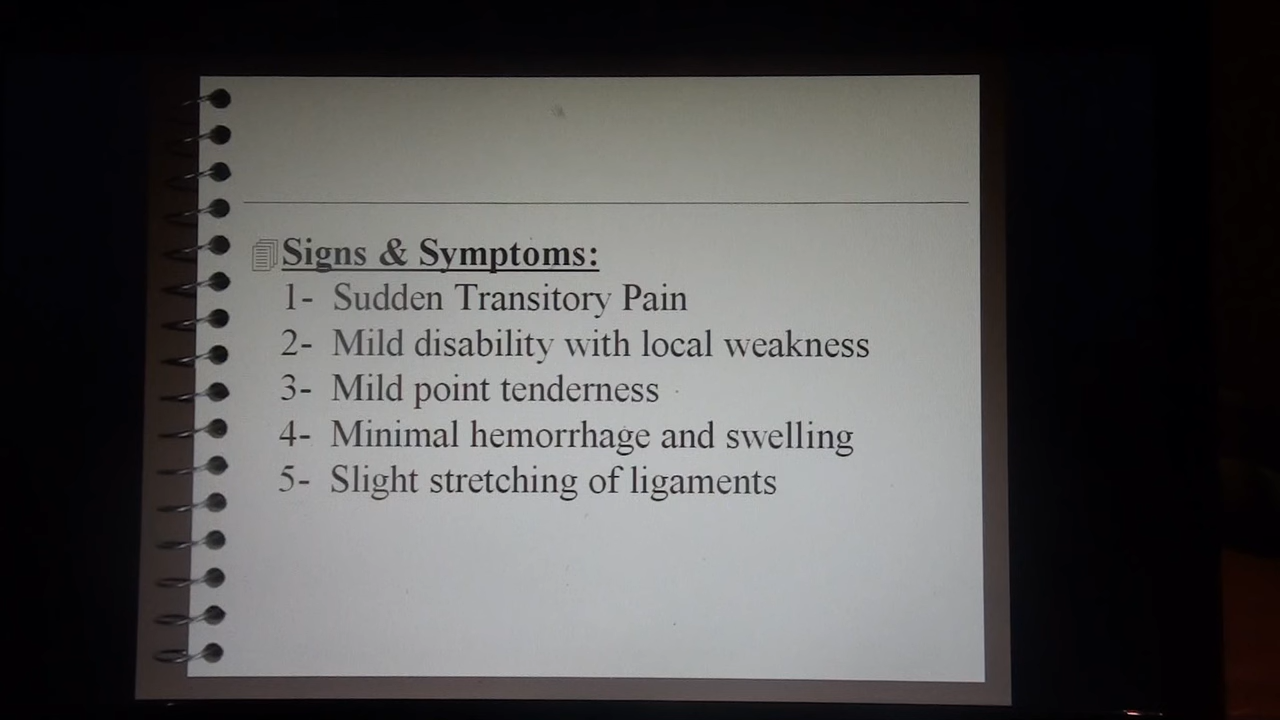 Signs & Symptoms:
1- Sudden Transitory Pain
2- Mild disability with local weakness
3- Mild point tenderness
4- Minimal hemorrhage and swelling
5- Slight stretching of ligaments